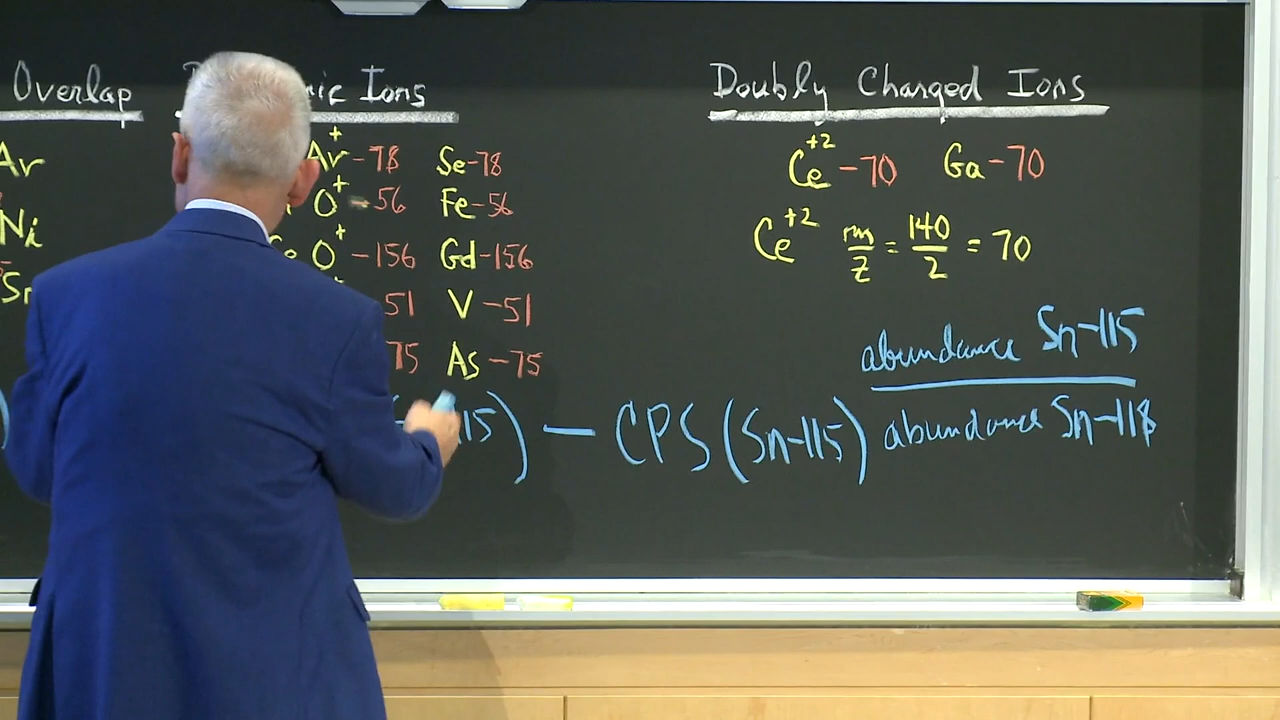 Overlap
Ions
Doubly Charged Ions
Ar
Ar+ -78 Se-78
Ce+2 -70 Ga-70
O+ -56 Fe-56
Ni
Ce+2 m/z = 140/2 = 70
O+ -156 Gd-156
51 V-51
75 As-75
abundance Sn-115
15) — CPS(Sn-115) abundance Sn-118